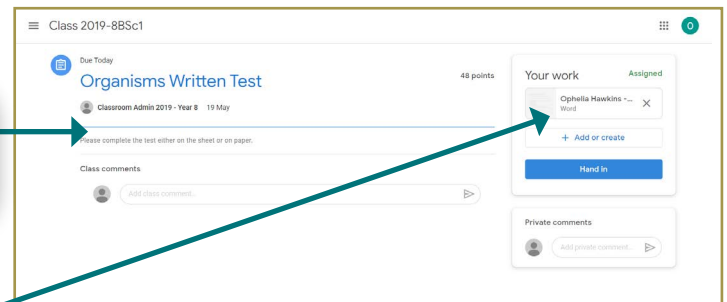 Class 2019-8BSc1
O
Due Today
Organisms Written Test
48 points
Classroom Admin 2019 - Year 8 19 May
Please complete the test either on the sheet or on paper.
Class comments
Add class comment...
Your work
Assigned
Ophelia Hawkins -...
Word
+ Add or create
Hand in
Private comments
Add private comment...